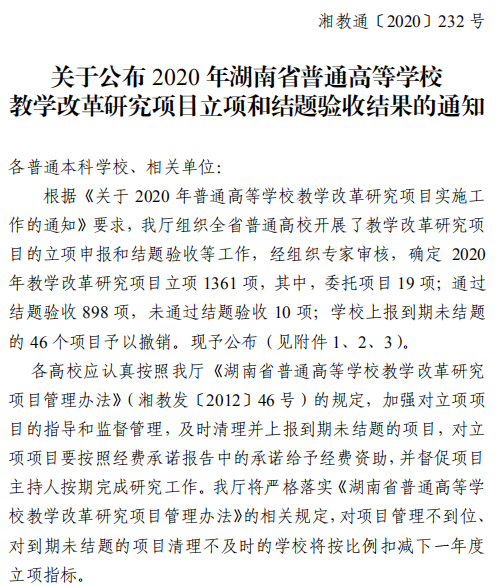 湘教通〔2020〕232 号
关于公布 2020 年湖南省普通高等学校
教学改革研究项目立项和结题验收结果的通知
各普通本科学校、相关单位：
根据《关于 2020 年普通高等学校教学改革研究项目实施工
作的通知》要求，我厅组织全省普通高校开展了教学改革研究项
目的立项申报和结题验收等工作，经组织专家审核，确定 2020
年教学改革研究项目立项 1361 项，其中，委托项目 19 项；通过
结题验收 898 项，未通过结题验收 10 项；学校上报到期未结题
的 46 个项目予以撤销。现予公布（见附件 1、2、3）。
各高校应认真按照我厅《湖南省普通高等学校教学改革研究
项目管理办法》（湘教发〔2012〕46 号）的规定，加强对立项项
目的指导和监督管理，及时清理并上报到期未结题的项目，对立
项项目要按照经费承诺报告中的承诺给予经费资助，并督促项目
主持人按期完成研究工作。我厅将严格落实《湖南省普通高等学
校教学改革研究项目管理办法》的相关规定，对项目管理不到位、
对到期未结题的项目清理不及时的学校将按比例扣减下一年度
立项指标。